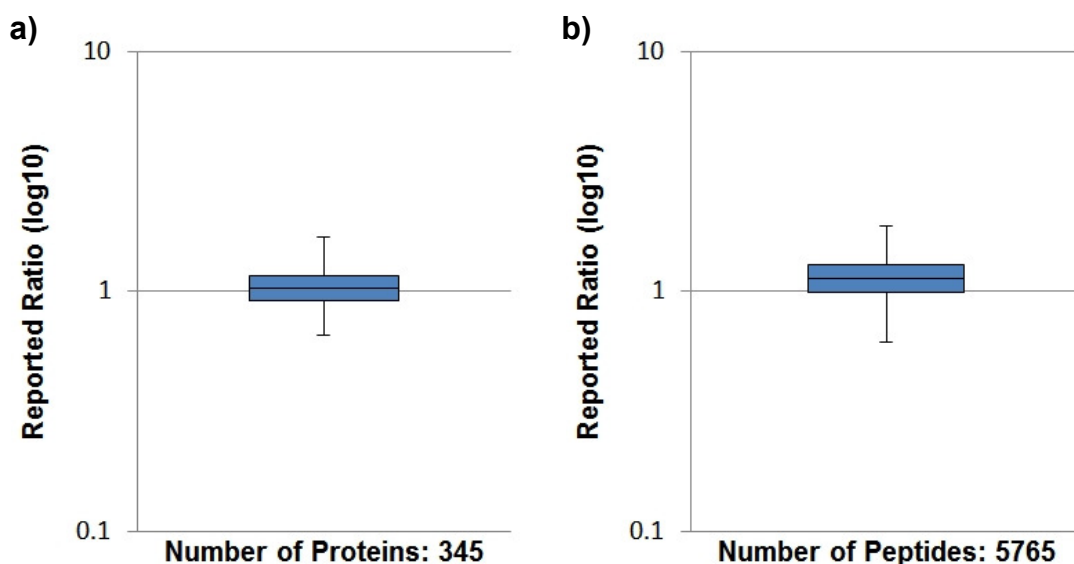 a)
10
Reported Ratio (log10)
1
0.1
Number of Proteins: 345
b)
10
Reported Ratio (log10)
1
0.1
Number of Peptides: 5765